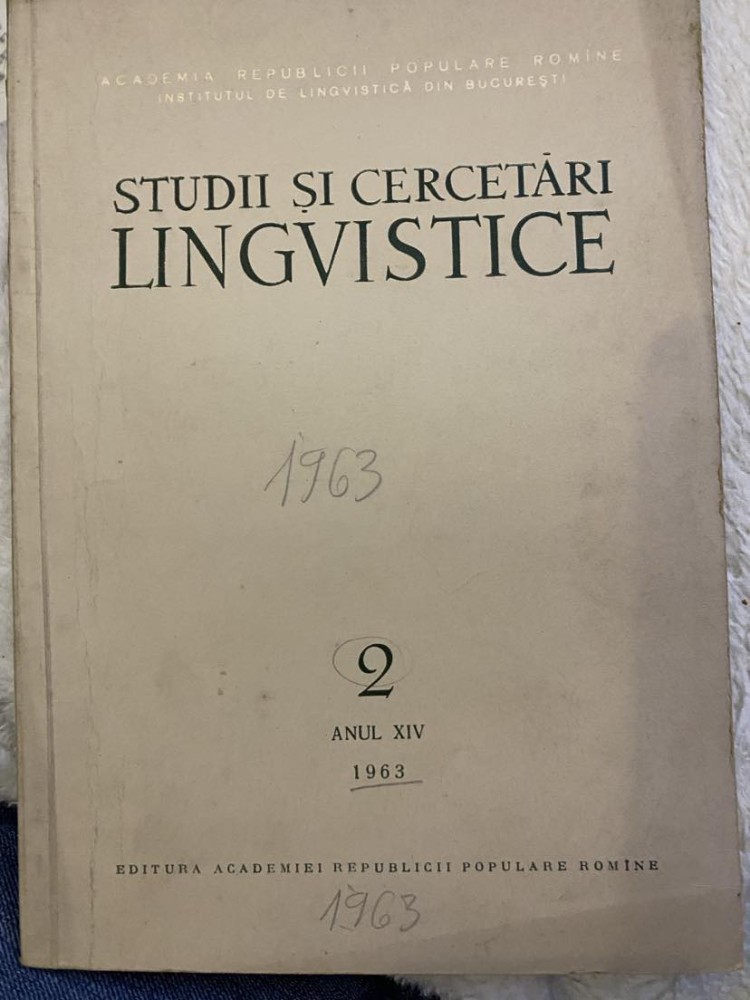 ACADEMIA REPUBLICII POPULARE ROMÎNE
INSTITUTUL DE LINGVISTICĂ DIN BUCUREȘTI
STUDII ȘI CERCETĂRI
LINGVISTICE
1963
2
ANUL XIV
1963
EDITURA ACADEMIEI REPUBLICII POPULARE ROMÎNE
1963